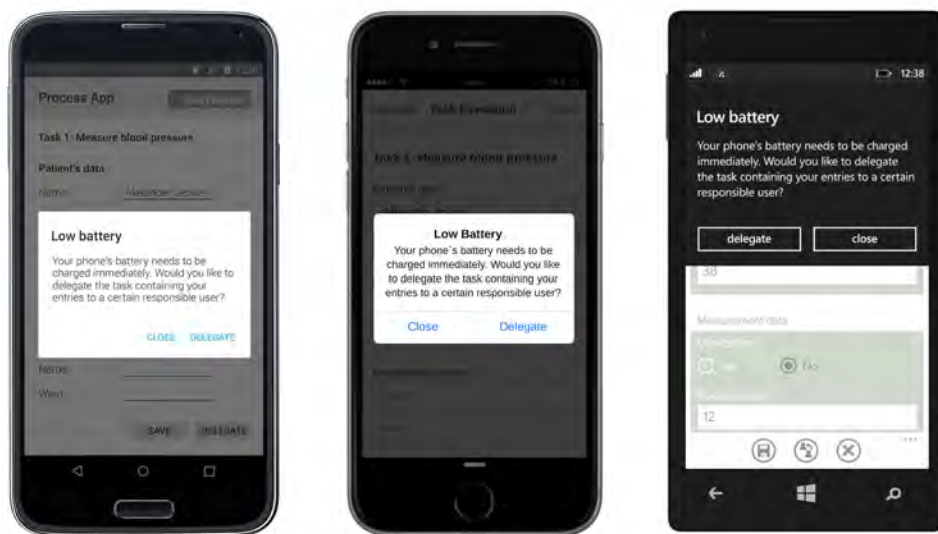 Process App
Task 1: Measure blood pressure
Patient's data
Name:
Low battery
Your phone's battery needs to be
charged immediately. Would you like to
delegate the task containing your
entries to a certain responsible user?
CLOSE DELEGATE
Name:
Ward:
SAVE DELEGATE
Task Execution
Task 1: Measure blood pressure
Low Battery
Your phone`s battery needs to be
charged immediately. Would you like
to delegate the task containing your
entries to a certain responsible user?
Close Delegate
12:38
Low battery
Your phone's battery needs to be charged
immediately. Would you like to delegate
the task containing your entries to a certain
responsible user?
delegate close
38
Measurement data
No
12